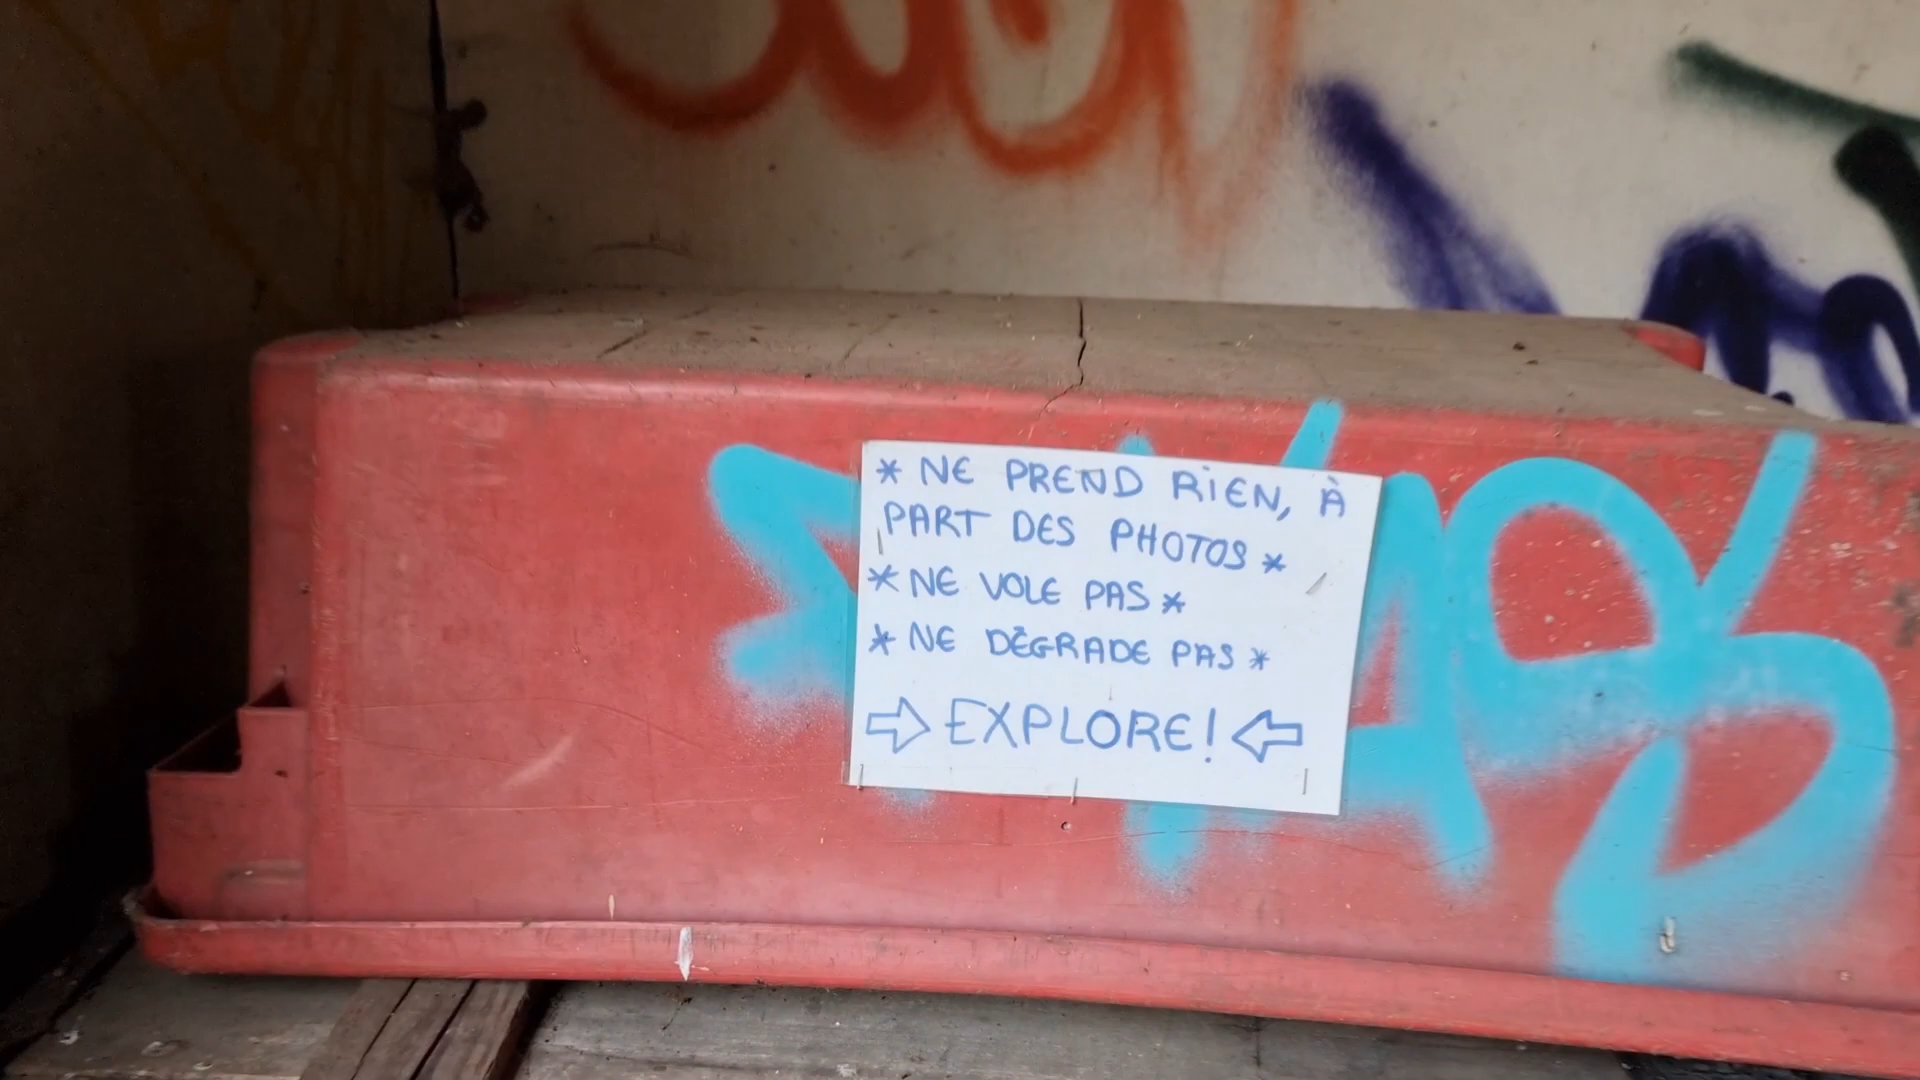 * NE PREND RiEN, À
PART DES PHOTOS *
* NE VOLE PAS *
* NE DÉGRADE PAS *
⇨ EXPLORE! ⇦